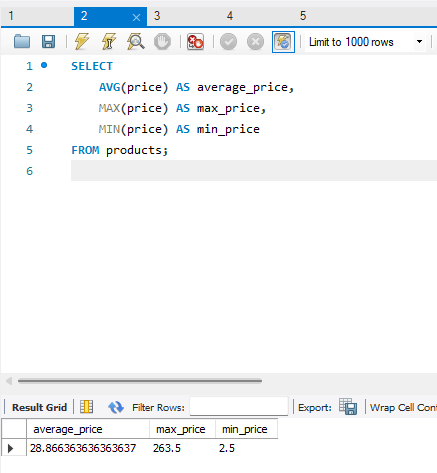 1 2 3 4 5
Limit to 1000 rows
1 SELECT
2 AVG(price) AS average_price,
3 MAX(price) AS max_price,
4 MIN(price) AS min_price
5 FROM products;
6
Result Grid Filter Rows: Export: Wrap Cell Cont
average_price max_price min_price
28.866363636363637 263.5 2.5